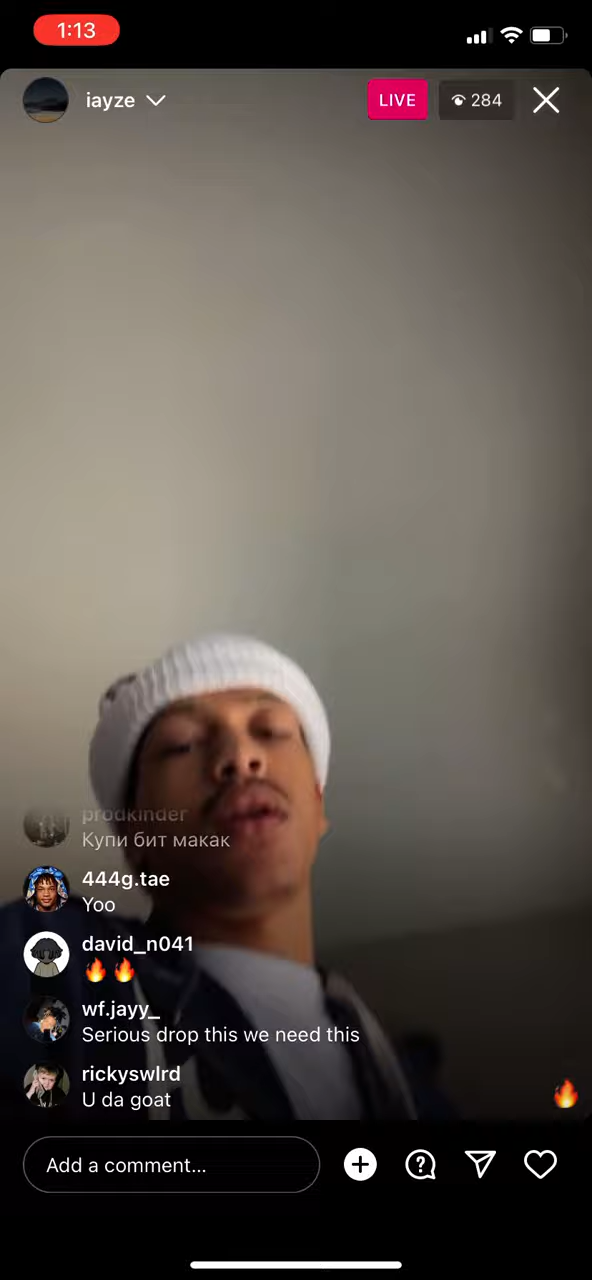 1:13
iayze
LIVE
284
prodkinder
Купи бит макак
444g.tae
Yoo
david_n041
🔥 🔥
wf.jayy_
Serious drop this we need this
rickyswlrd
U da goat
Add a comment...